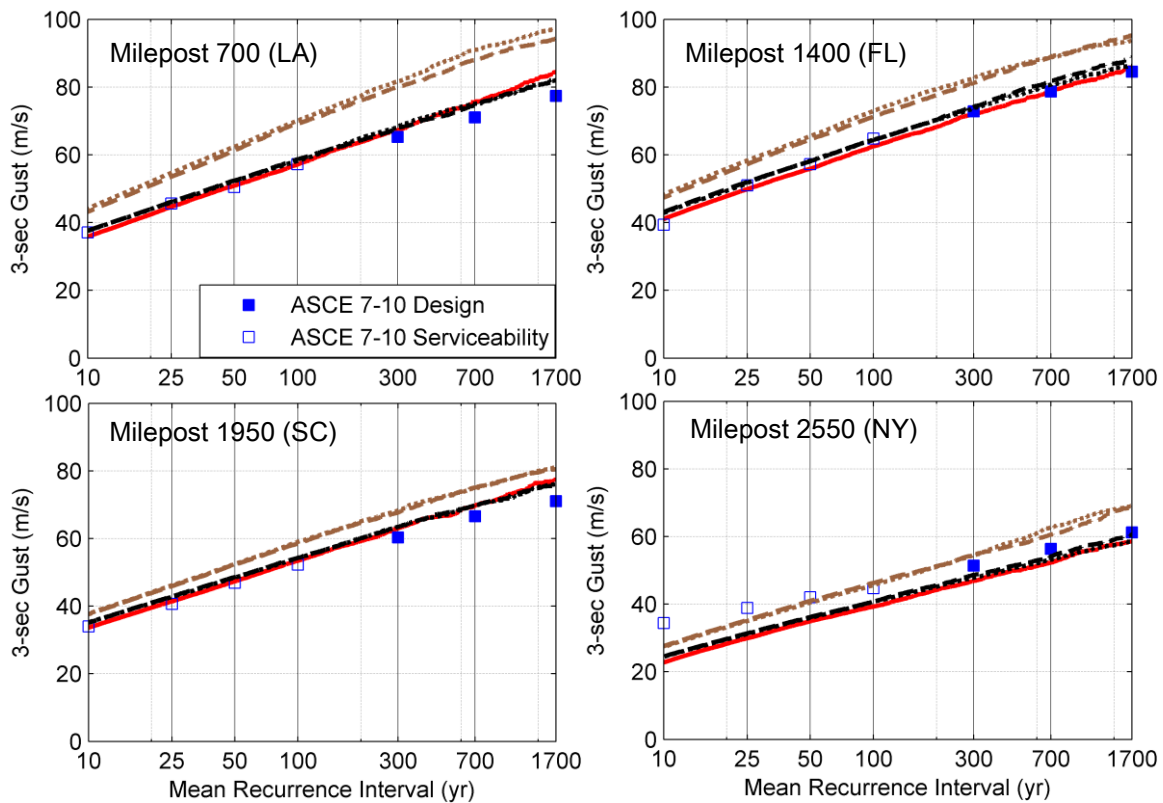 Milepost 700 (LA)
3-sec Gust (m/s)
100
80
60
40
20
0
10 25 50 100 300 700 1700
ASCE 7-10 Design
ASCE 7-10 Serviceability
Milepost 1400 (FL)
3-sec Gust (m/s)
100
80
60
40
20
0
10 25 50 100 300 700 1700
Milepost 1950 (SC)
3-sec Gust (m/s)
100
80
60
40
20
0
10 25 50 100 300 700 1700
Mean Recurrence Interval (yr)
Milepost 2550 (NY)
3-sec Gust (m/s)
100
80
60
40
20
0
10 25 50 100 300 700 1700
Mean Recurrence Interval (yr)